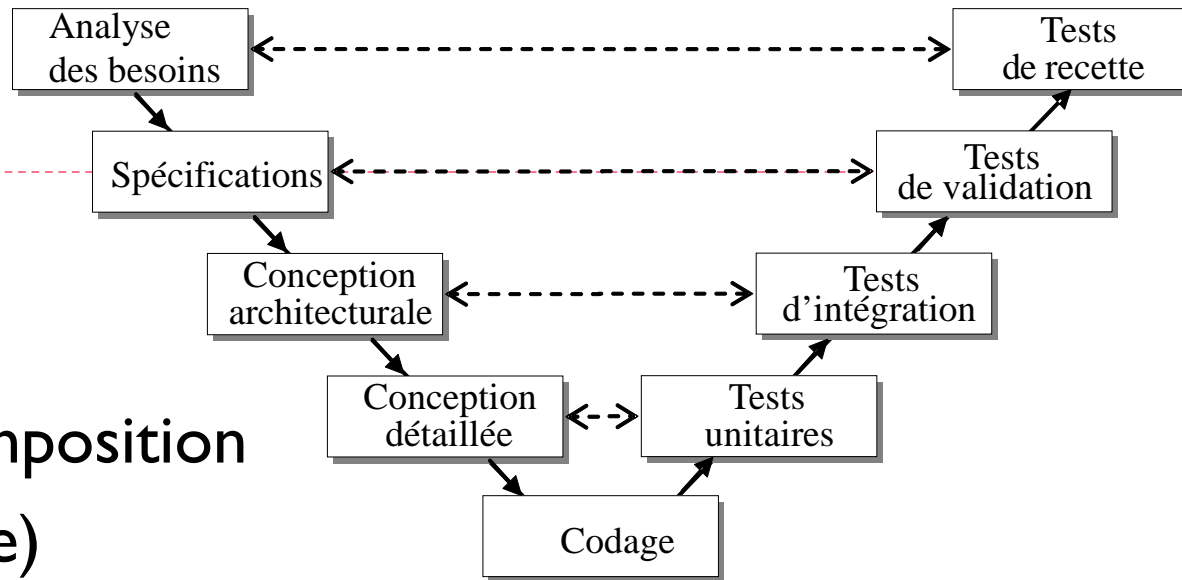 Analyse
des besoins
Tests
de recette
Spécifications
Tests
de validation
Conception
architecturale
Tests
d’intégration
Conception
détaillée
Tests
unitaires
Codage